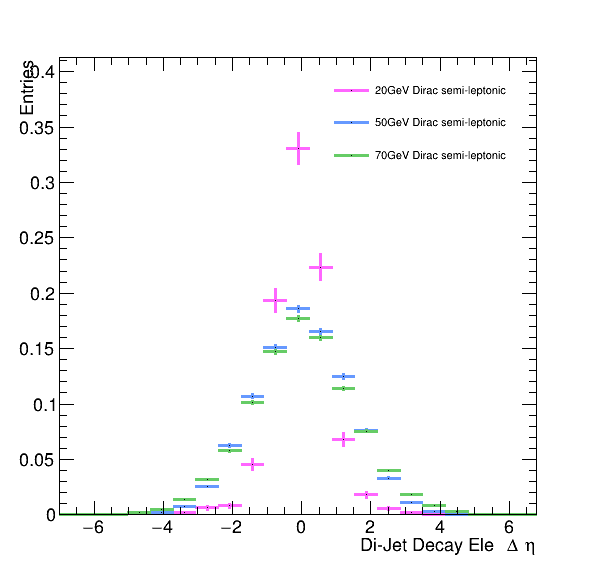 Entries
0.4
0.35
0.3
0.25
0.2
0.15
0.1
0.05
0
20GeV Dirac semi-leptonic
50GeV Dirac semi-leptonic
70GeV Dirac semi-leptonic
−6 −4 −2 0 2 4 6
Di-Jet Decay Ele Δ η